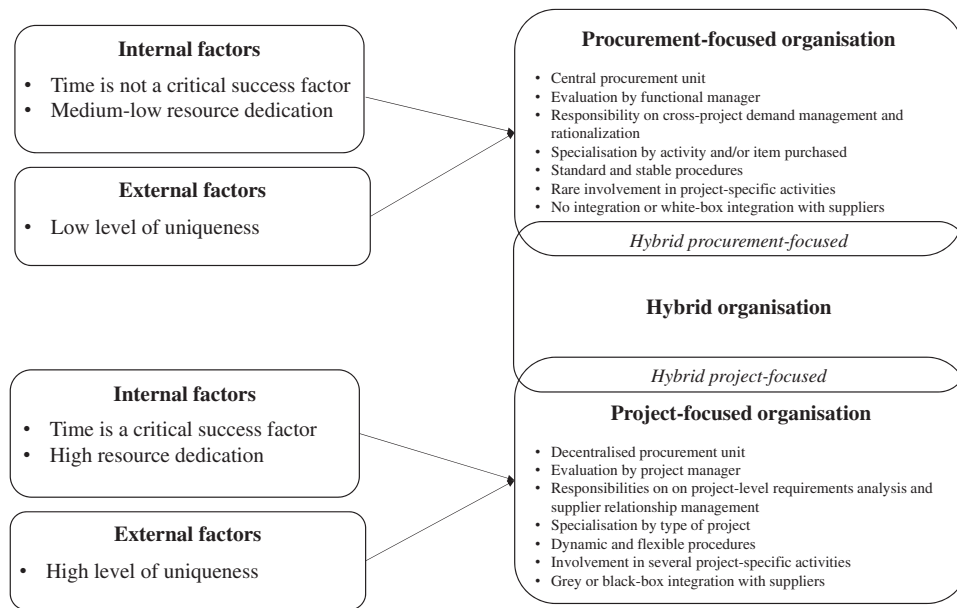 Internal factors
• Time is not a critical success factor
• Medium-low resource dedication
External factors
• Low level of uniqueness
Procurement-focused organisation
• Central procurement unit
• Evaluation by functional manager
• Responsibility on cross-project demand management and
rationalization
• Specialisation by activity and/or item purchased
• Standard and stable procedures
• Rare involvement in project-specific activities
• No integration or white-box integration with suppliers
Hybrid procurement-focused
Hybrid organisation
Hybrid project-focused
Internal factors
• Time is a critical success factor
• High resource dedication
External factors
• High level of uniqueness
Project-focused organisation
• Decentralised procurement unit
• Evaluation by project manager
• Responsibilities on on project-level requirements analysis and
supplier relationship management
• Specialisation by type of project
• Dynamic and flexible procedures
• Involvement in several project-specific activities
• Grey or black-box integration with suppliers